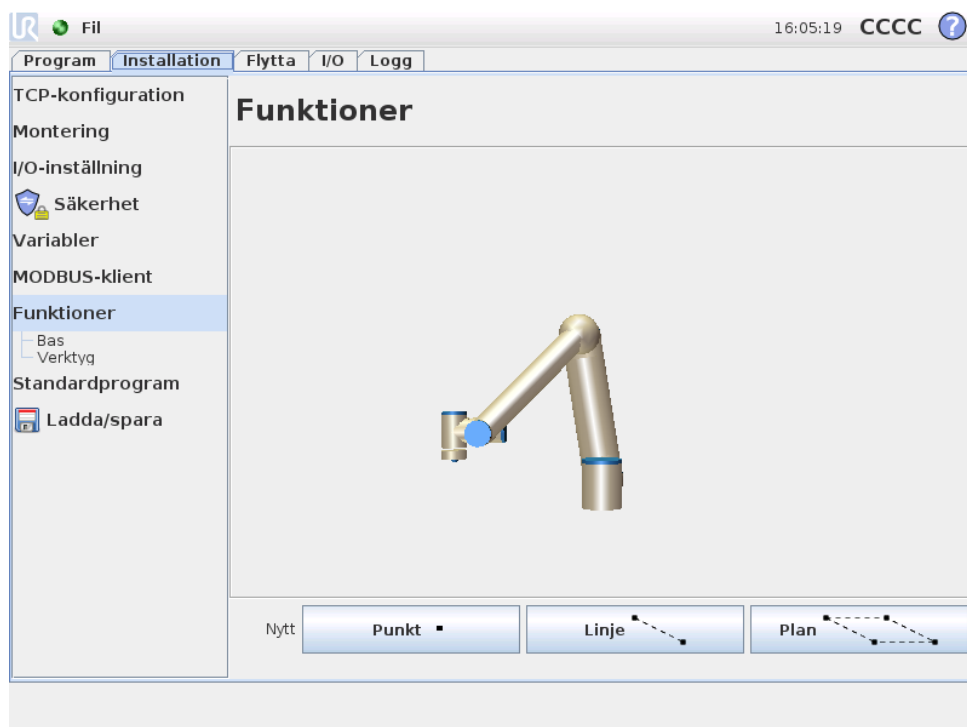 UR Fil 16:05:19 CCCC ?
Program Installation Flytta I/O Logg
TCP-konfiguration
Montering
I/O-inställning
Säkerhet
Variabler
MODBUS-klient
Funktioner
Bas
Verktyg
Standardprogram
Ladda/spara
Funktioner
Nytt Punkt Linje Plan